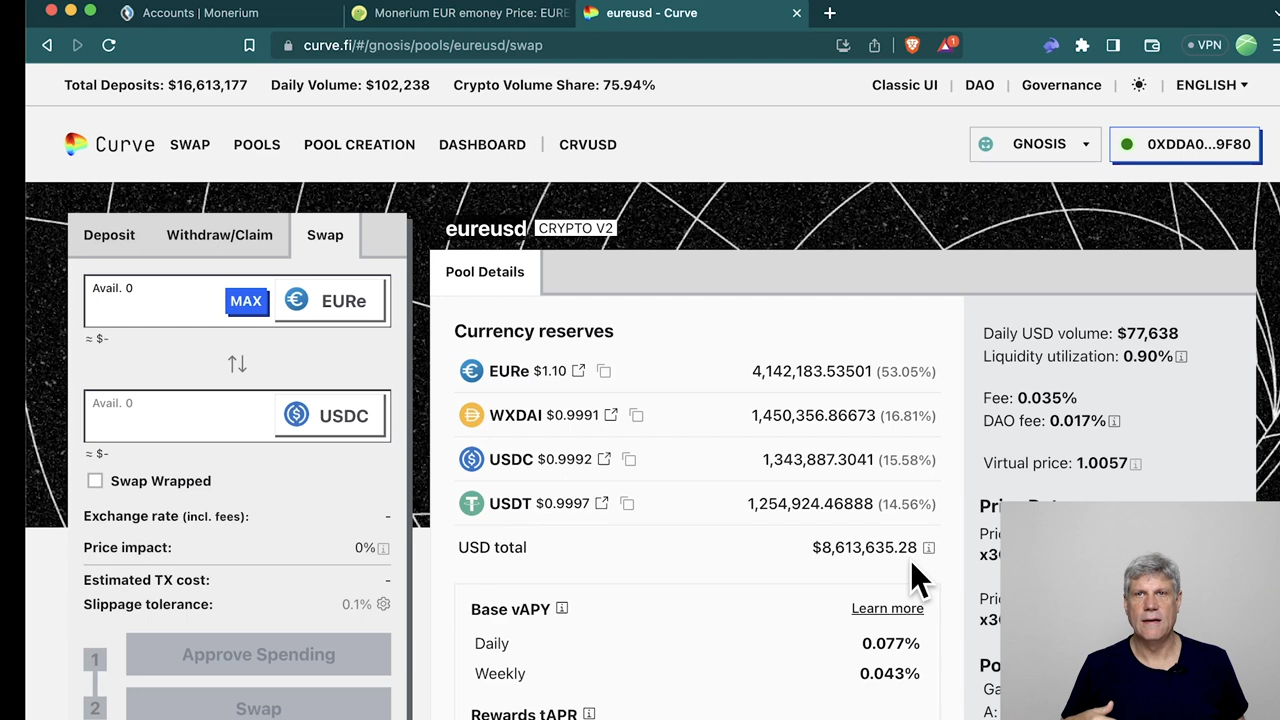 Accounts | Monerium
Monerium EUR emoney Price: EURE
eureusd - Curve
curve.fi/#/gnosis/pools/eureusd/swap
1
VPN
Total Deposits: $16,613,177
Daily Volume: $102,238
Crypto Volume Share: 75.94%
Classic UI
DAO
Governance
ENGLISH
Curve
SWAP
POOLS
POOL CREATION
DASHBOARD
CRVUSD
GNOSIS
0XDDA0...9F80
Deposit
Withdraw/Claim
Swap
Avail. 0
MAX
EURe
≈ $-
Avail. 0
USDC
≈ $-
Swap Wrapped
Exchange rate (incl. fees): -
Price impact: 0%
Estimated TX cost: -
Slippage tolerance: 0.1%
1
Approve Spending
2
Swap
eureusd
CRYPTO V2
Pool Details
Currency reserves
EURe $1.10 4,142,183.53501 (53.05%)
WXDAI $0.9991 1,450,356.86673 (16.81%)
USDC $0.9992 1,343,887.3041 (15.58%)
USDT $0.9997 1,254,924.46888 (14.56%)
USD total $8,613,635.28
Base vAPY
Learn more
Daily 0.077%
Weekly 0.043%
Rewards tAPR
Daily USD volume: $77,638
Liquidity utilization: 0.90%
Fee: 0.035%
DAO fee: 0.017%
Virtual price: 1.0057
A: